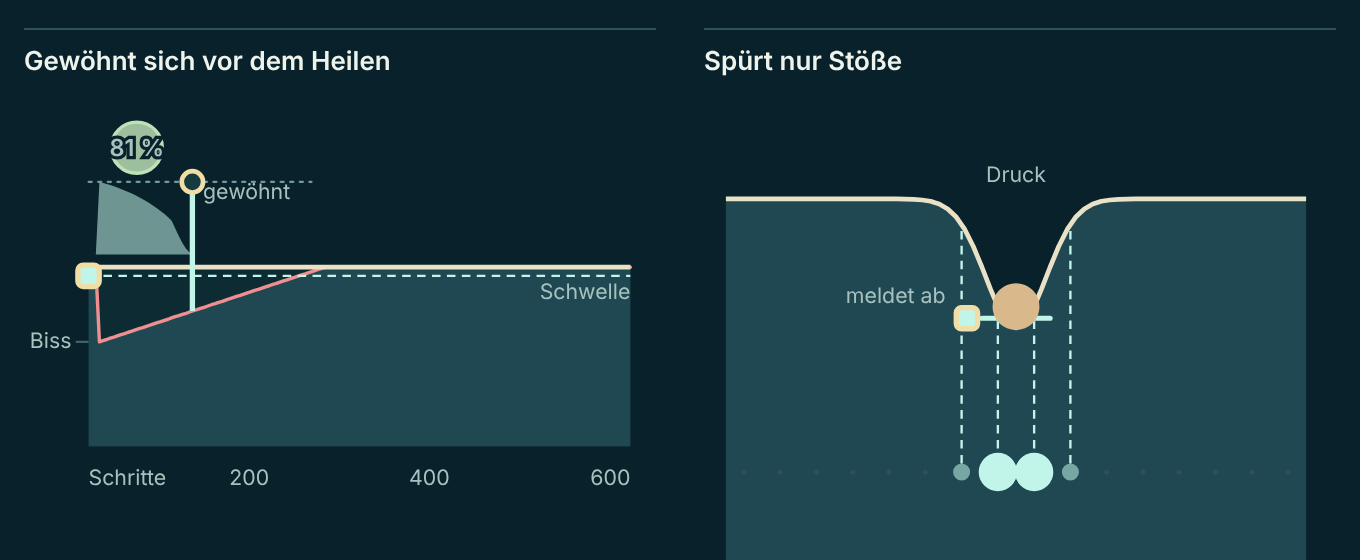 Gewöhnt sich vor dem Heilen
81%
gewöhnt
Schwelle
Biss
Schritte 200 400 600
Spürt nur Stöße
Druck
meldet ab